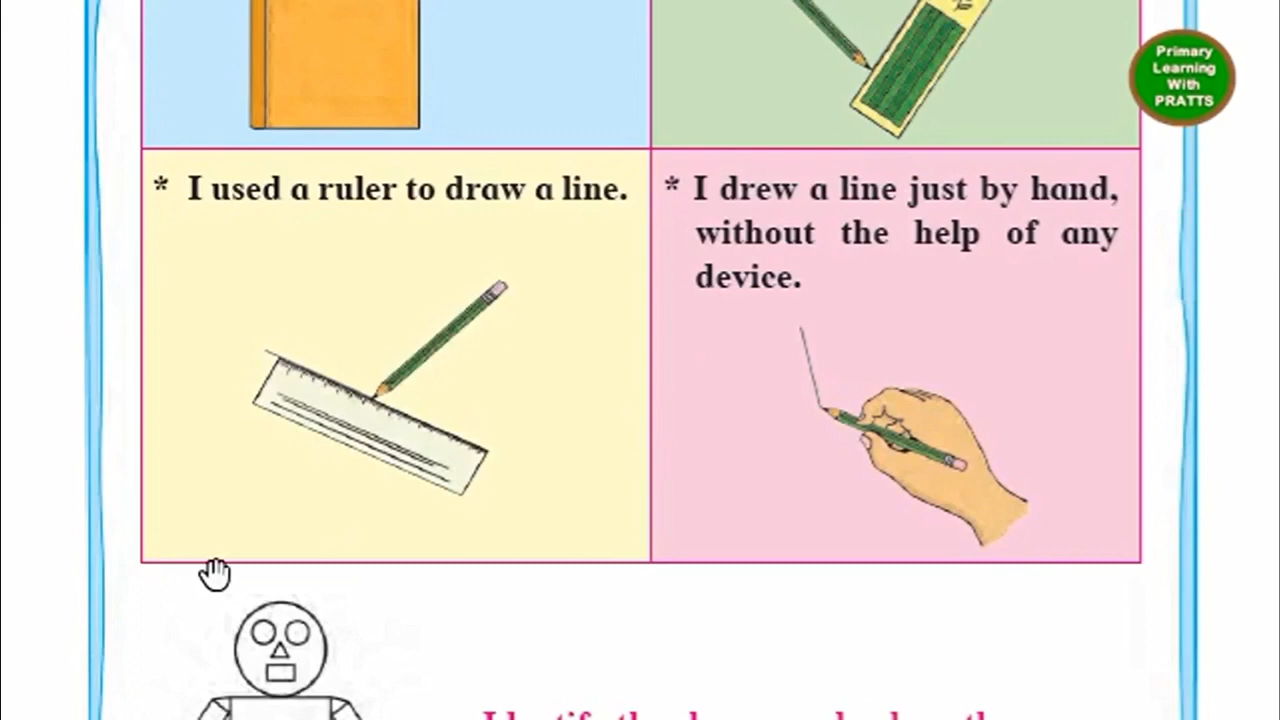 Primary
Learning
With
PRATTS
* I used a ruler to draw a line.
* I drew a line just by hand,
without the help of any
device.